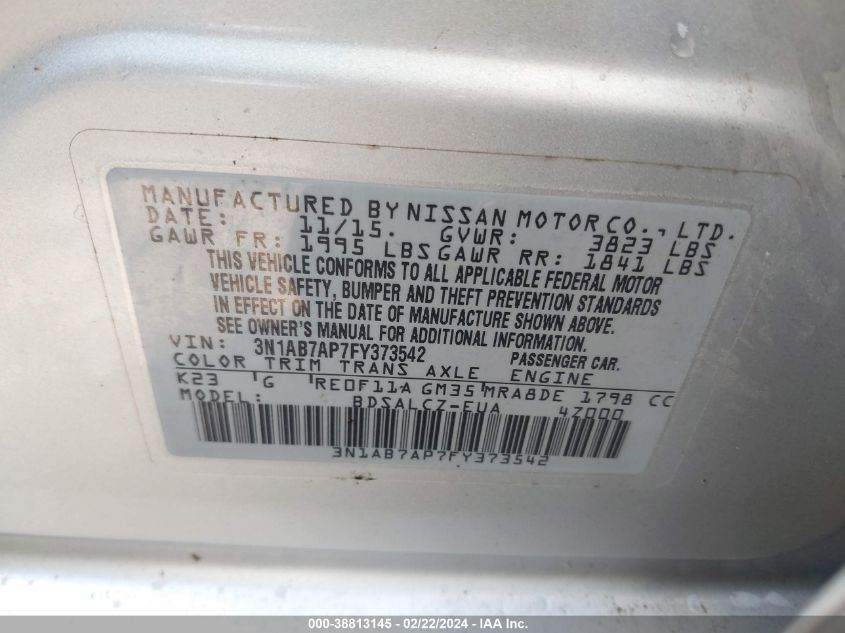 MANUFACTURED BY NISSAN MOTOR CO., LTD.
DATE: 11/15. GVWR: 3823 LBS
GAWR FR: 1995 LBS GAWR RR: 1841 LBS
THIS VEHICLE CONFORMS TO ALL APPLICABLE FEDERAL MOTOR
VEHICLE SAFETY, BUMPER AND THEFT PREVENTION STANDARDS
IN EFFECT ON THE DATE OF MANUFACTURE SHOWN ABOVE.
SEE OWNER'S MANUAL FOR ADDITIONAL INFORMATION.
VIN: 3N1AB7AP7FY373542 PASSENGER CAR.
COLOR TRIM TRANS AXLE ENGINE
K23 'G 'RE0F11A GM35'MRA8DE 1798 CC
MODEL: BDSALCZ-EUA 4Z000
3N1AB7AP7FY373542
000-38813145 - 02/22/2024 - IAA Inc.